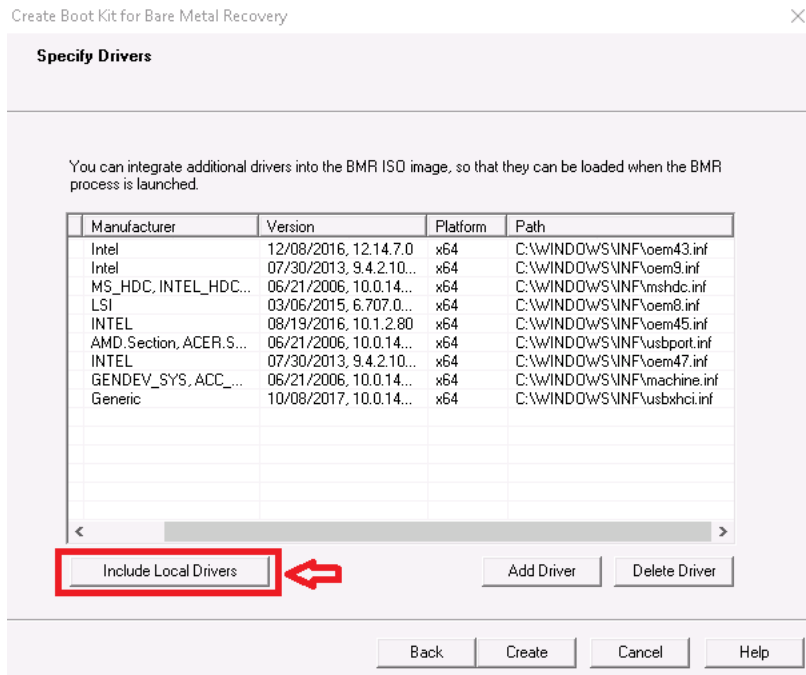 Create Boot Kit for Bare Metal Recovery
Specify Drivers
You can integrate additional drivers into the BMR ISO image, so that they can be loaded when the BMR
process is launched.
Manufacturer Version Platform Path
Intel 12/08/2016, 12.14.7.0 x64 C:\WINDOWS\INF\oem43.inf
Intel 07/30/2013, 9.4.2.10... x64 C:\WINDOWS\INF\oem9.inf
MS_HDC, INTEL_HDC... 06/21/2006, 10.0.14... x64 C:\WINDOWS\INF\mshdc.inf
LSI 03/06/2015, 6.707.0... x64 C:\WINDOWS\INF\oem8.inf
INTEL 08/19/2016, 10.1.2.80 x64 C:\WINDOWS\INF\oem45.inf
AMD.Section, ACER.S... 06/21/2006, 10.0.14... x64 C:\WINDOWS\INF\usbport.inf
INTEL 07/30/2013, 9.4.2.10... x64 C:\WINDOWS\INF\oem47.inf
GENDEV_SYS, ACC_... 06/21/2006, 10.0.14... x64 C:\WINDOWS\INF\machine.inf
Generic 10/08/2017, 10.0.14... x64 C:\WINDOWS\INF\usbxhci.inf
Include Local Drivers Add Driver Delete Driver
Back Create Cancel Help